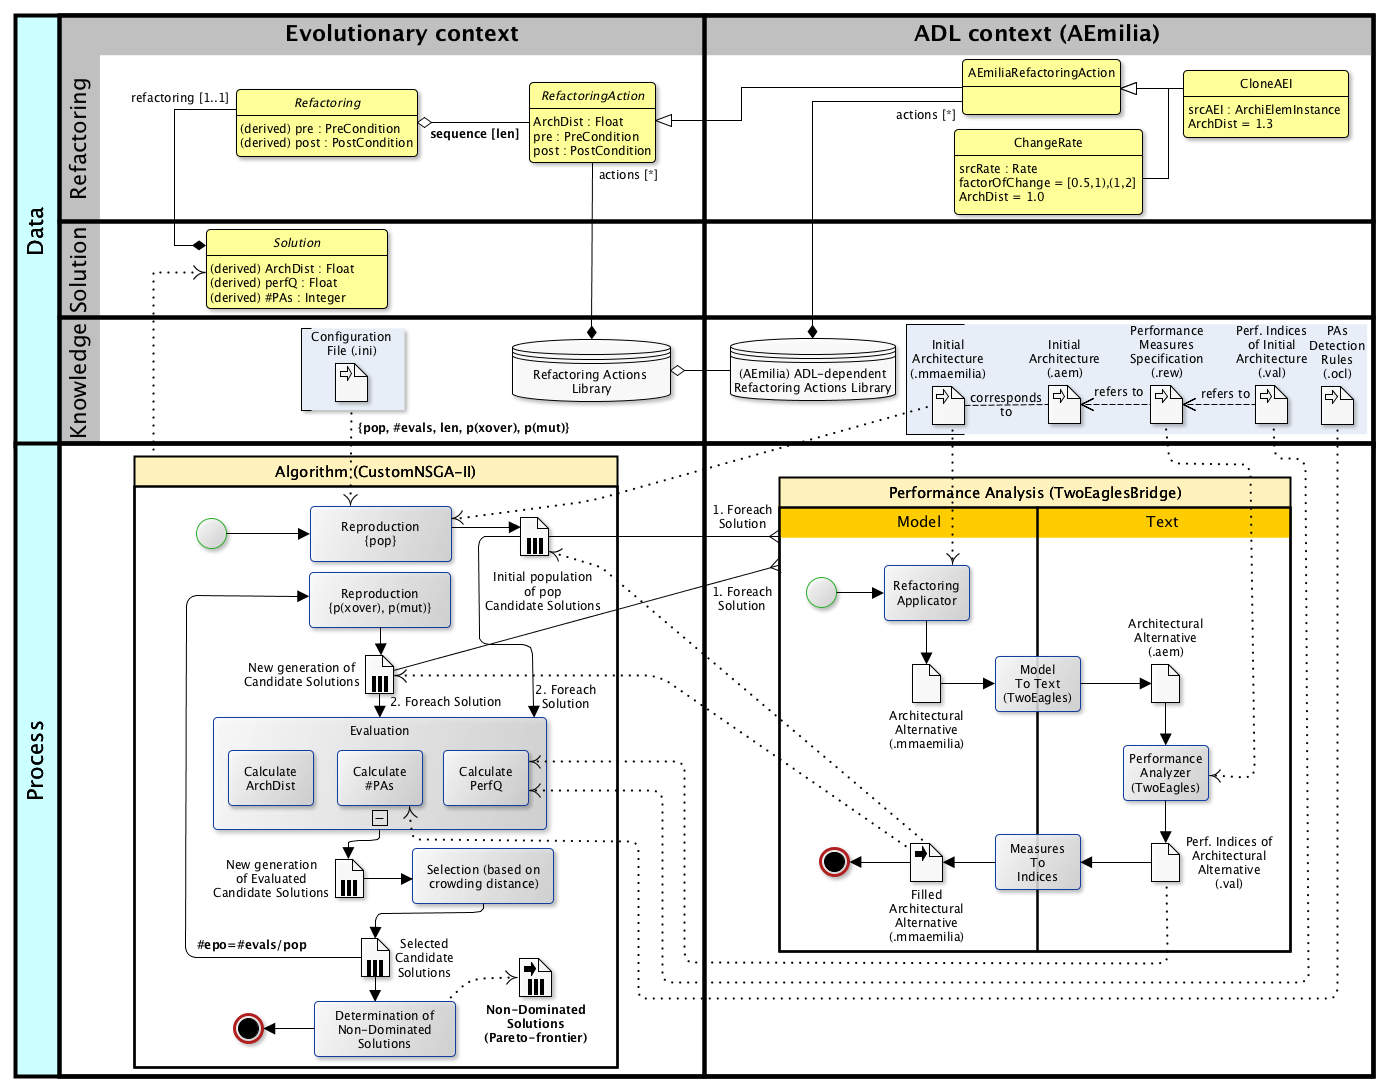 Evolutionary context
ADL context (AEmilia)
Data
Refactoring
refactoring [1..1]
Refactoring
(derived) pre : PreCondition
(derived) post : PostCondition
sequence [len]
RefactoringAction
ArchDist : Float
pre : PreCondition
post : PostCondition
actions [*]
AEmiliaRefactoringAction
actions [*]
CloneAEI
srcAEI : ArchiElemInstance
ArchDist = 1.3
ChangeRate
srcRate : Rate
factorOfChange = [0.5,1),(1,2]
ArchDist = 1.0
Solution
Solution
(derived) ArchDist : Float
(derived) perfQ : Float
(derived) #PAs : Integer
Knowledge
Configuration
File (.ini)
{pop, #evals, len, p(xover), p(mut)}
Refactoring Actions
Library
(AEmilia) ADL-dependent
Refactoring Actions Library
Initial
Architecture
(.mmaemilia)
corresponds
to
Initial
Architecture
(.aem)
refers to
Performance
Measures
Specification
(.rew)
refers to
Perf. Indices
of Initial
Architecture
(.val)
PAs
Detection
Rules
(.ocl)
Process
Algorithm (CustomNSGA-II)
Reproduction
{pop}
Initial population
of pop
Candidate Solutions
Reproduction
{p(xover), p(mut)}
New generation of
Candidate Solutions
2. Foreach Solution
2. Foreach
Solution
1. Foreach
Solution
1. Foreach
Solution
Evaluation
Calculate
ArchDist
Calculate
#PAs
Calculate
PerfQ
New generation
of Evaluated
Candidate Solutions
Selection (based on
crowding distance)
#epo=#evals/pop
Selected
Candidate
Solutions
Determination of
Non-Dominated
Solutions
Non-Dominated
Solutions
(Pareto-frontier)
Performance Analysis (TwoEaglesBridge)
Model
Text
Refactoring
Applicator
Architectural
Alternative
(.mmaemilia)
Model
To Text
(TwoEagles)
Architectural
Alternative
(.aem)
Performance
Analyzer
(TwoEagles)
Perf. Indices of
Architectural
Alternative
(.val)
Measures
To
Indices
Filled
Architectural
Alternative
(.mmaemilia)